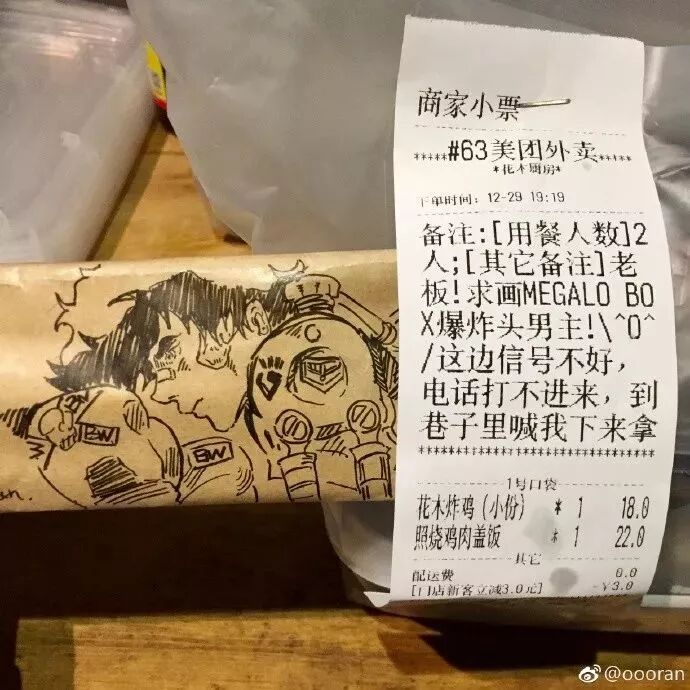 商家小票
*****#63美团外卖*****
*花木厨房*
下单时间: 12-29 19:19
备注:[用餐人数]2
人;[其它备注]老
板!求画MEGALO BO
X爆炸头男主!\^O^
/这边信号不好,
电话打不进来,到
巷子里喊我下来拿
1号口袋
花木炸鸡(小份) * 1 18.0
照烧鸡肉盖饭 * 1 22.0
其它
配送费 0.0
[门店新客立减3.0元] -¥3.0
BW
BW
@oooran